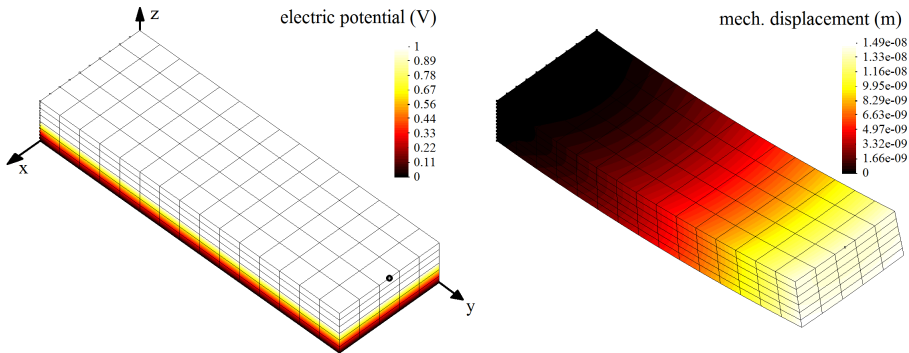 electric potential (V)
1
0.89
0.78
0.67
0.56
0.44
0.33
0.22
0.11
0
z
x
y
mech. displacement (m)
1.49e-08
1.33e-08
1.16e-08
9.95e-09
8.29e-09
6.63e-09
4.97e-09
3.32e-09
1.66e-09
0